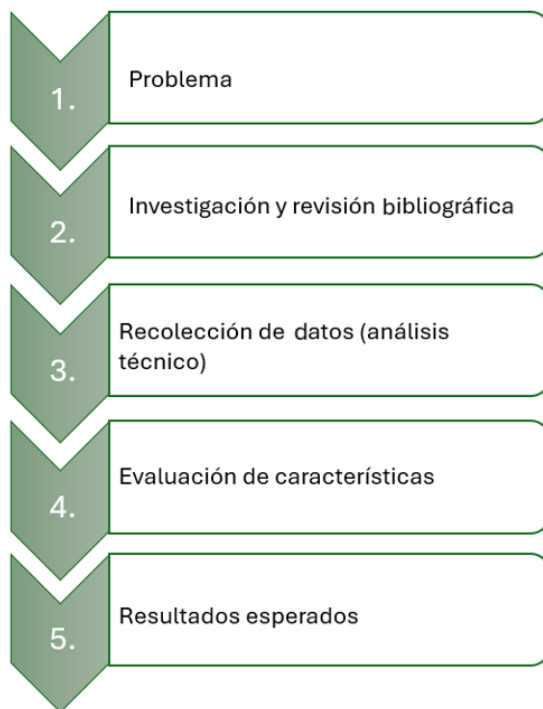 1.
Problema
2.
Investigación y revisión bibliográfica
3.
Recolección de datos (análisis
técnico)
4.
Evaluación de características
5.
Resultados esperados